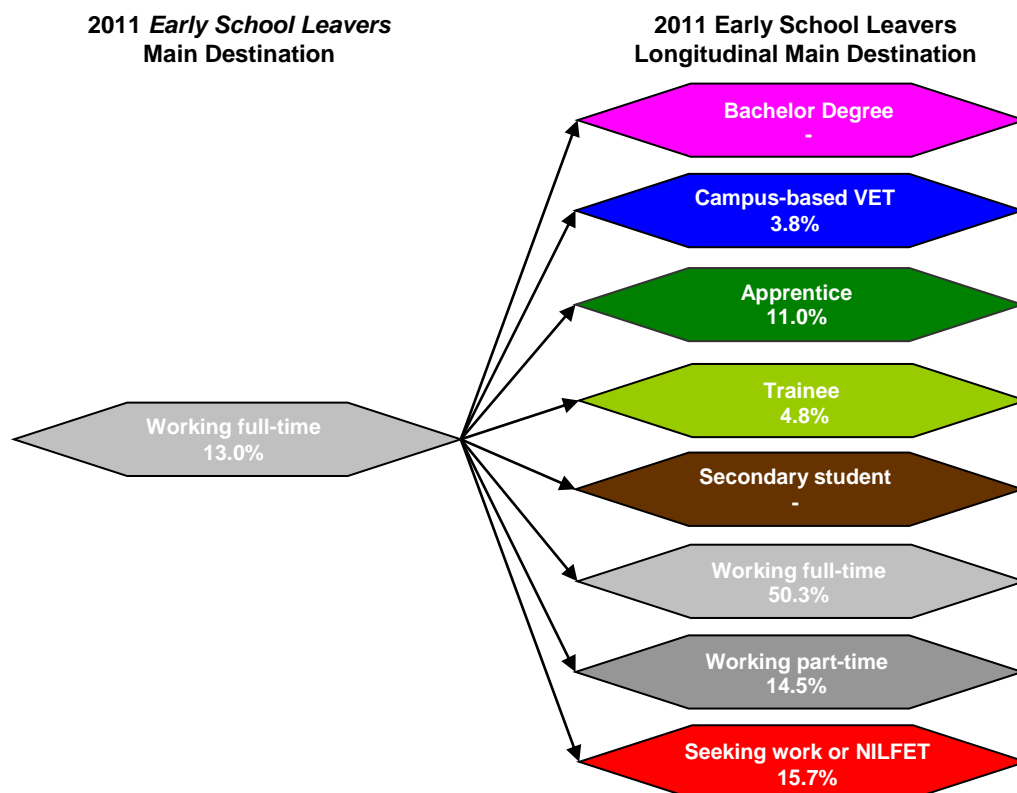 2011 Early School Leavers
Main Destination
2011 Early School Leavers
Longitudinal Main Destination
Bachelor Degree
-
Campus-based VET
3.8%
Apprentice
11.0%
Trainee
4.8%
Working full-time
13.0%
Secondary student
-
Working full-time
50.3%
Working part-time
14.5%
Seeking work or NILFET
15.7%